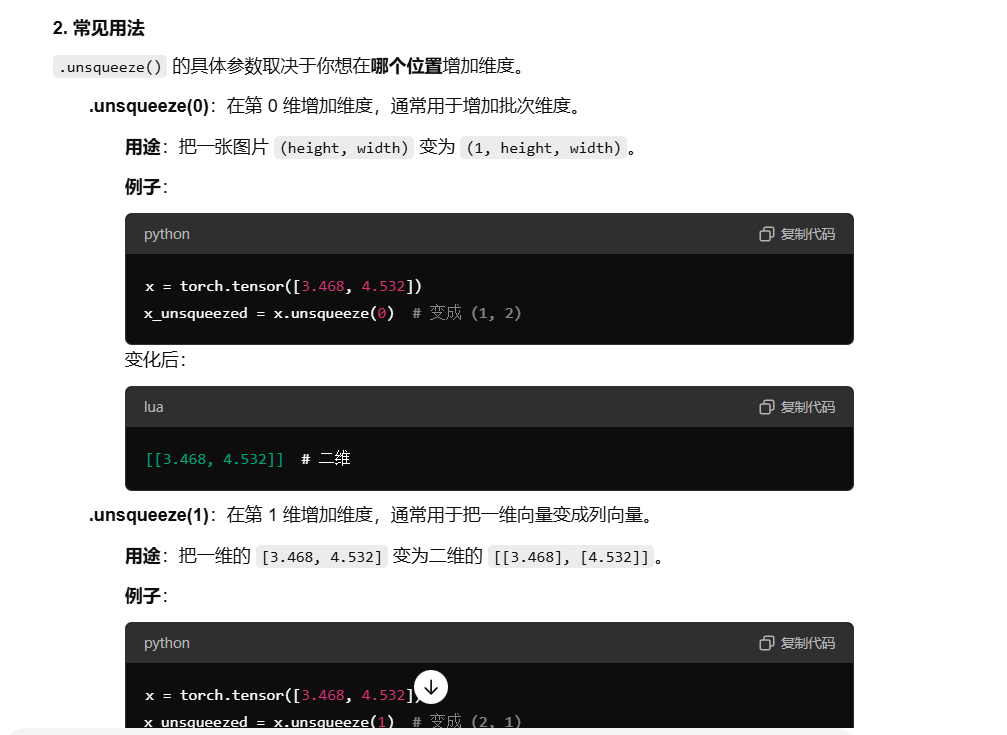 2. 常见用法
.unsqueeze() 的具体参数取决于你想在哪个位置增加维度。
.unsqueeze(0)：在第 0 维增加维度，通常用于增加批次维度。
用途：把一张图片 (height, width) 变为 (1, height, width)。
例子：
python 复制代码
x = torch.tensor([3.468, 4.532])
x_unsqueezed = x.unsqueeze(0)  # 变成 (1, 2)
变化后：
lua 复制代码
[[3.468, 4.532]]  # 二维
.unsqueeze(1)：在第 1 维增加维度，通常用于把一维向量变成列向量。
用途：把一维的 [3.468, 4.532] 变为二维的 [[3.468], [4.532]]。
例子：
python 复制代码
x = torch.tensor([3.468, 4.532])
x_unsqueezed = x.unsqueeze(1)  # 变成 (2, 1)